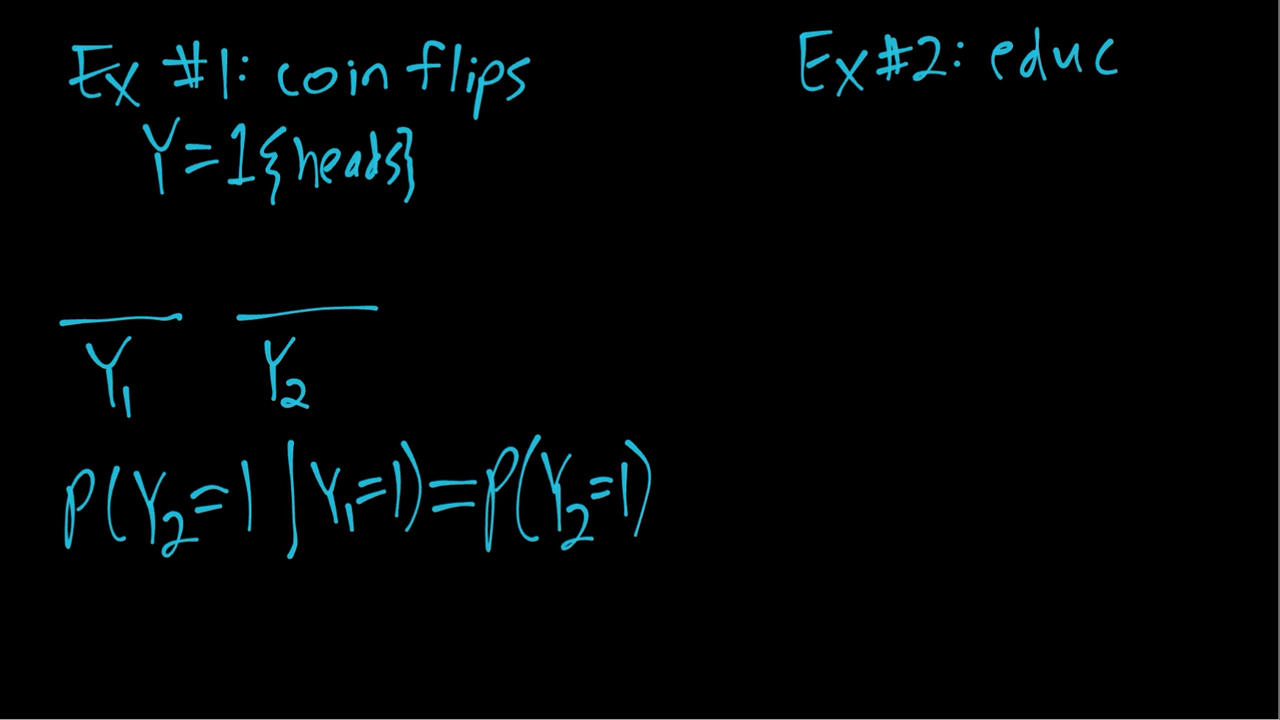 Ex #1: coin flips
Y=1{heads}
Y₁ Y₂
P(Y₂=1 | Y₁=1)=P(Y₂=1)
Ex #2: educ